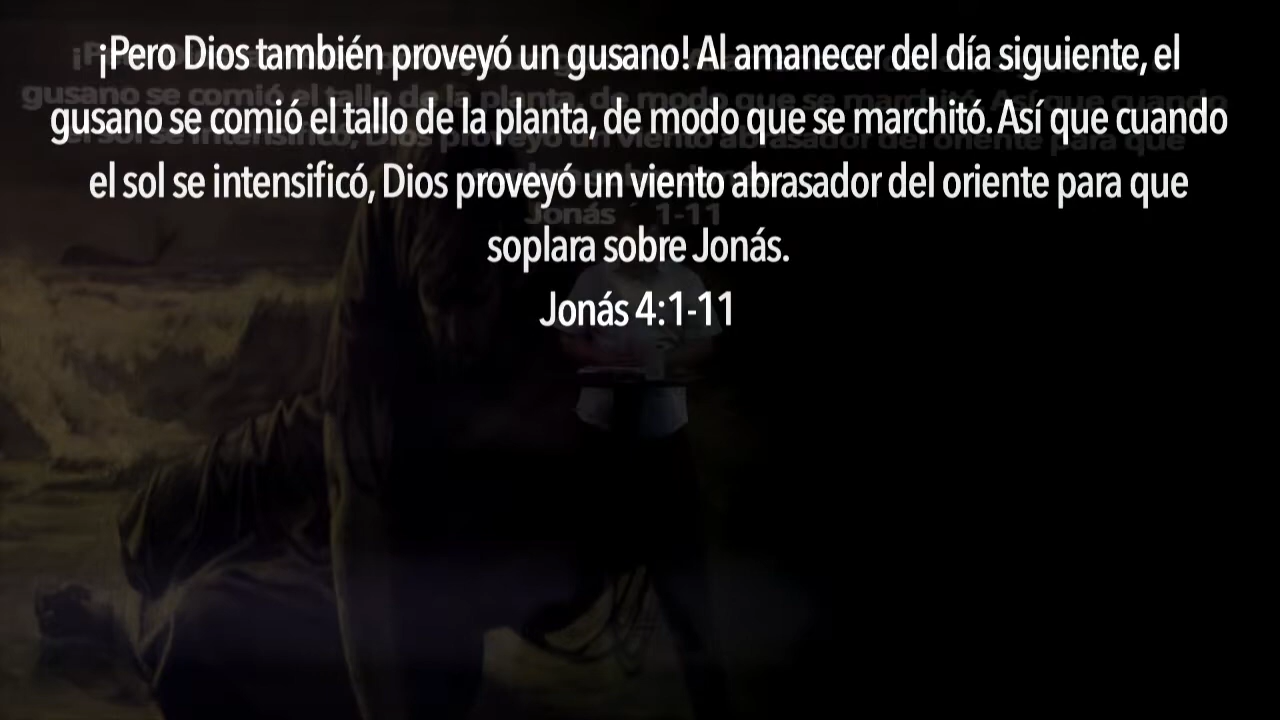 ¡Pero Dios también proveyó un gusano! Al amanecer del día siguiente, el
gusano se comió el tallo de la planta, de modo que se marchitó. Así que cuando
el sol se intensificó, Dios proveyó un viento abrasador del oriente para que
soplara sobre Jonás.
Jonás 4:1-11